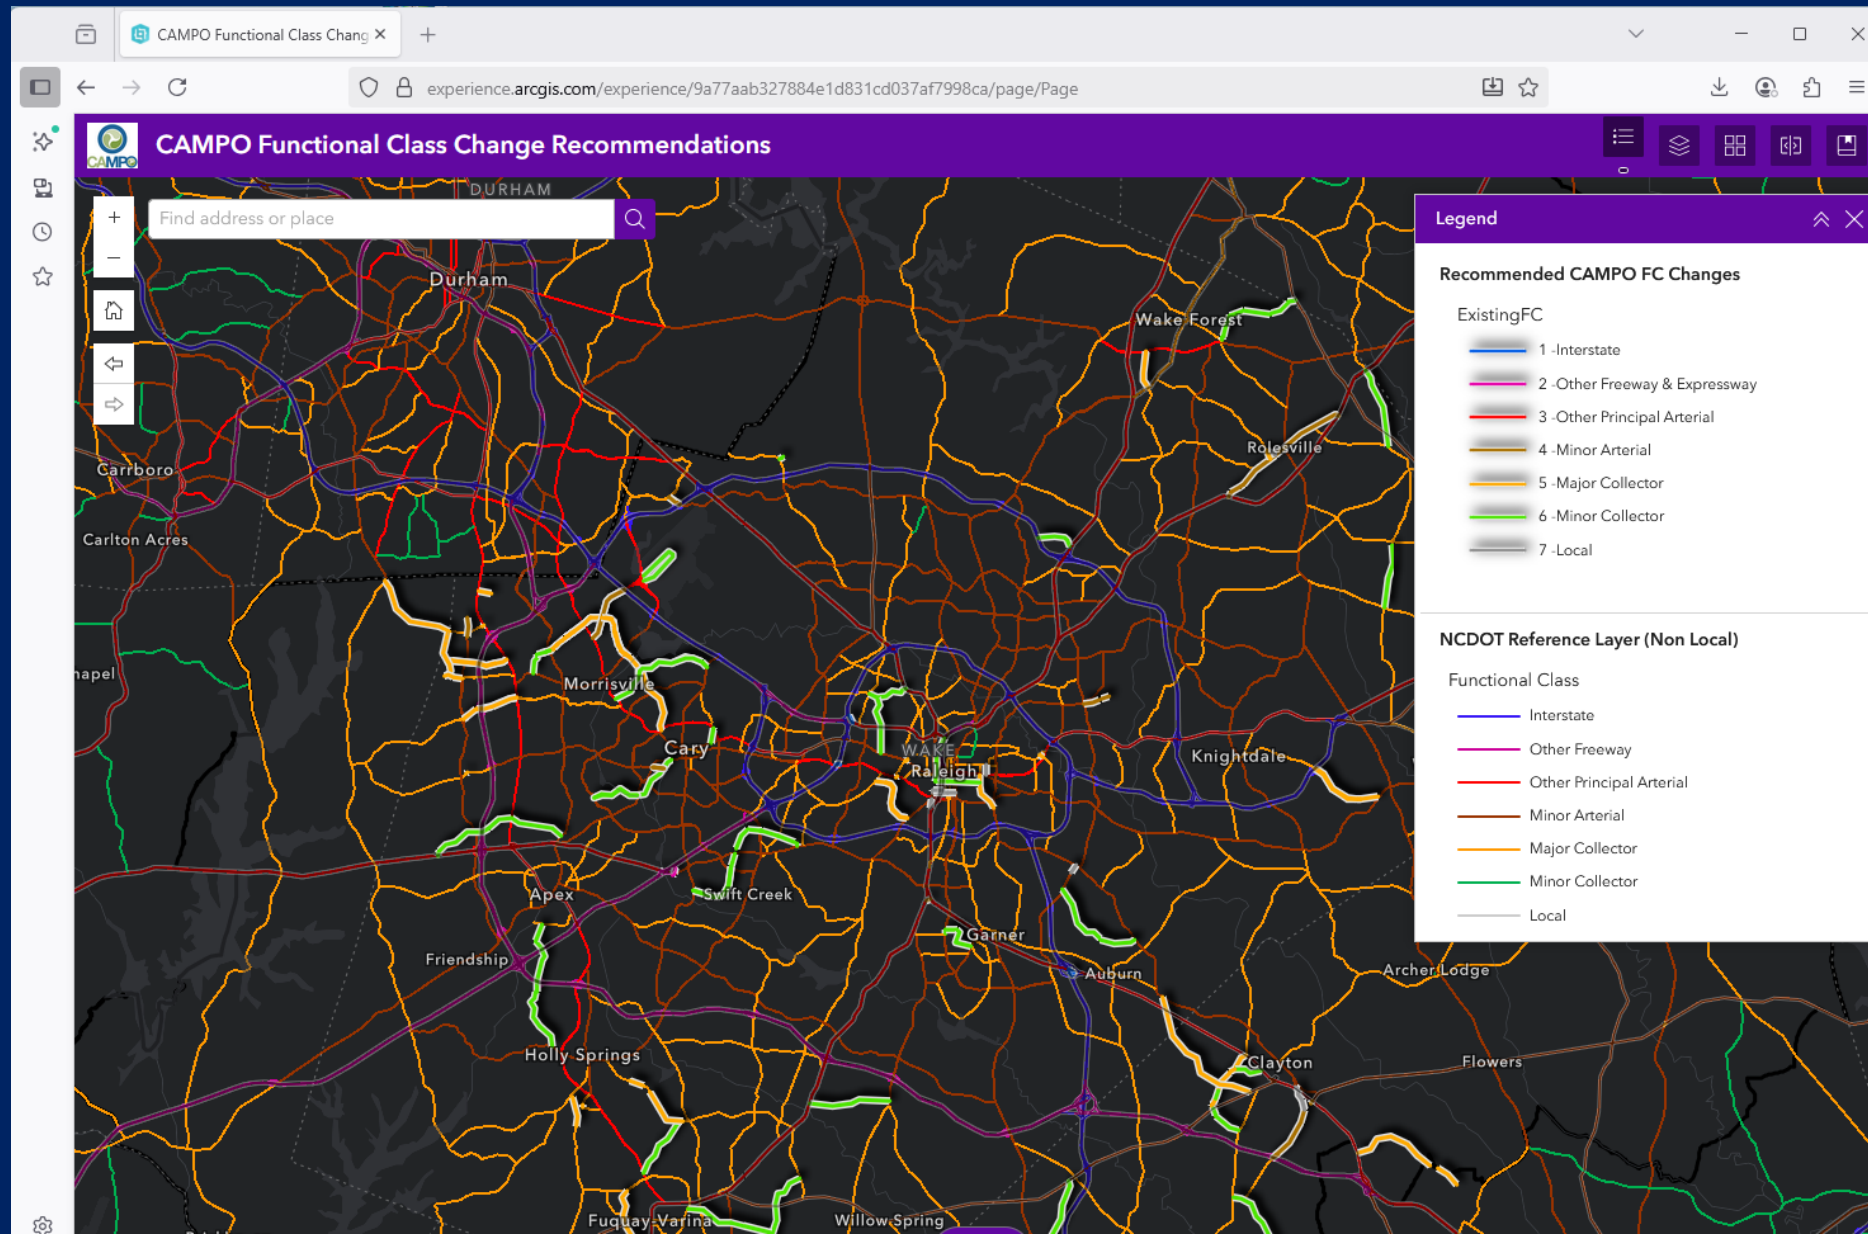 CAMPO Functional Class Chang
experience.arcgis.com/experience/9a77aab327884e1d831cd037af7998ca/page/Page
CAMPO
CAMPO Functional Class Change Recommendations
DURHAM
Find address or place
Legend
Durham
Recommended CAMPO FC Changes
ExistingFC
Wake Forest
1 -Interstate
2 -Other Freeway & Expressway
3 -Other Principal Arterial
Rolesville
4 -Minor Arterial
Carrboro
5 -Major Collector
6 -Minor Collector
Carlton Acres
7 -Local
NCDOT Reference Layer (Non Local)
hapel
Functional Class
Morrisville
Interstate
Cary
WAKE
Other Freeway
Knightdale
Raleigh
Other Principal Arterial
Minor Arterial
Major Collector
Minor Collector
Apex
Swift Creek
Local
Garner
Friendship
Auburn
Archer Lodge
Holly Springs
Clayton
Flowers
Fuquay-Varina
Willow Spring